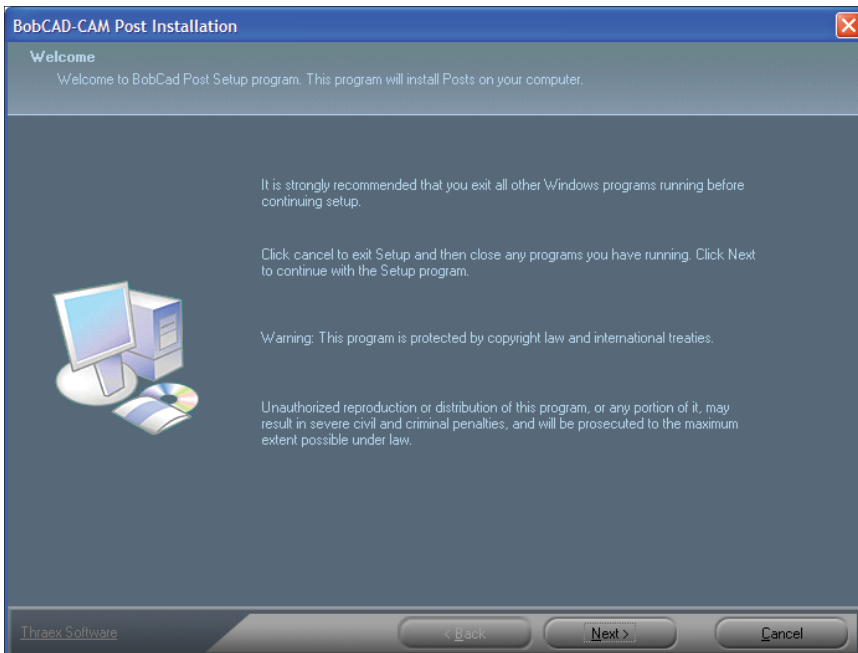 BobCAD-CAM Post Installation
Welcome
Welcome to BobCad Post Setup program. This program will install Posts on your computer.
It is strongly recommended that you exit all other Windows programs running before
continuing setup.
Click cancel to exit Setup and then close any programs you have running. Click Next
to continue with the Setup program.
Warning: This program is protected by copyright law and international treaties.
Unauthorized reproduction or distribution of this program, or any portion of it, may
result in severe civil and criminal penalties, and will be prosecuted to the maximum
extent possible under law.
Thraex Software
< Back
Next >
Cancel